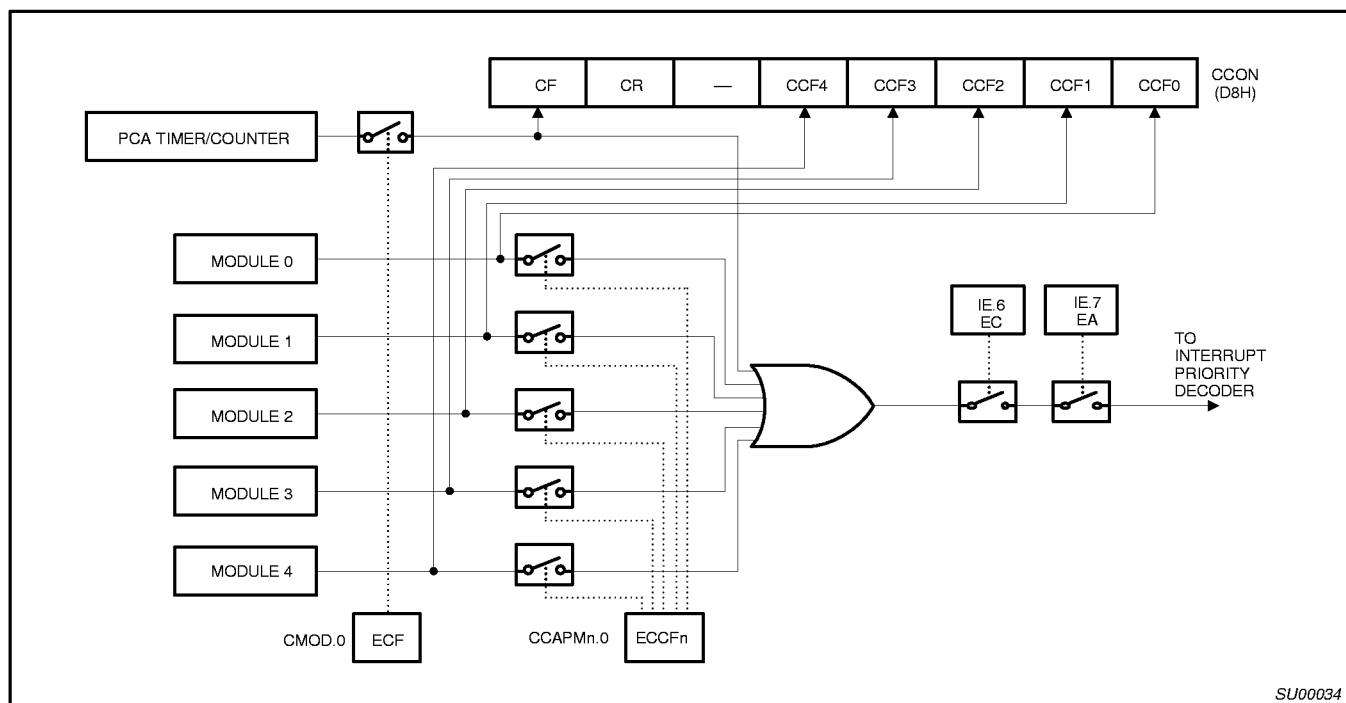 CF CR — CCF4 CCF3 CCF2 CCF1 CCF0
CCON
(D8H)
PCA TIMER/COUNTER
MODULE 0
MODULE 1
MODULE 2
MODULE 3
MODULE 4
IE.6
EC
IE.7
EA
TO
INTERRUPT
PRIORITY
DECODER
CMOD.0 ECF
CCAPMn.0 ECCFn
SU00034